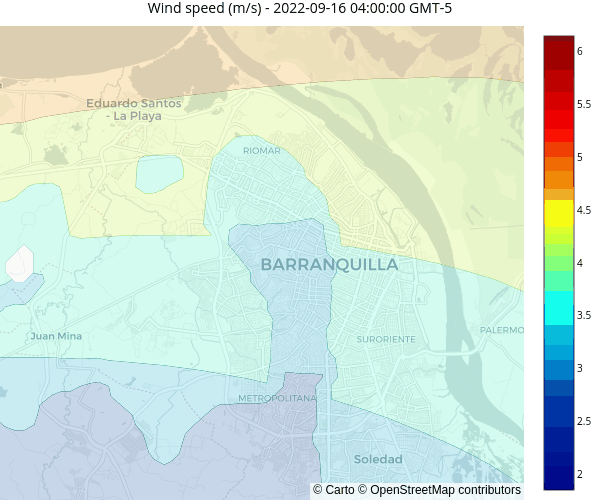 Wind speed (m/s) - 2022-09-16 04:00:00 GMT-5
6
5.5
5
4.5
4
3.5
3
2.5
2
Eduardo Santos
- La Playa
RIOMAR
BARRANQUILLA
Juan Mina
SURORIENTE
PALERMO
METROPOLITANA
Soledad
© Carto © OpenStreetMap contributors